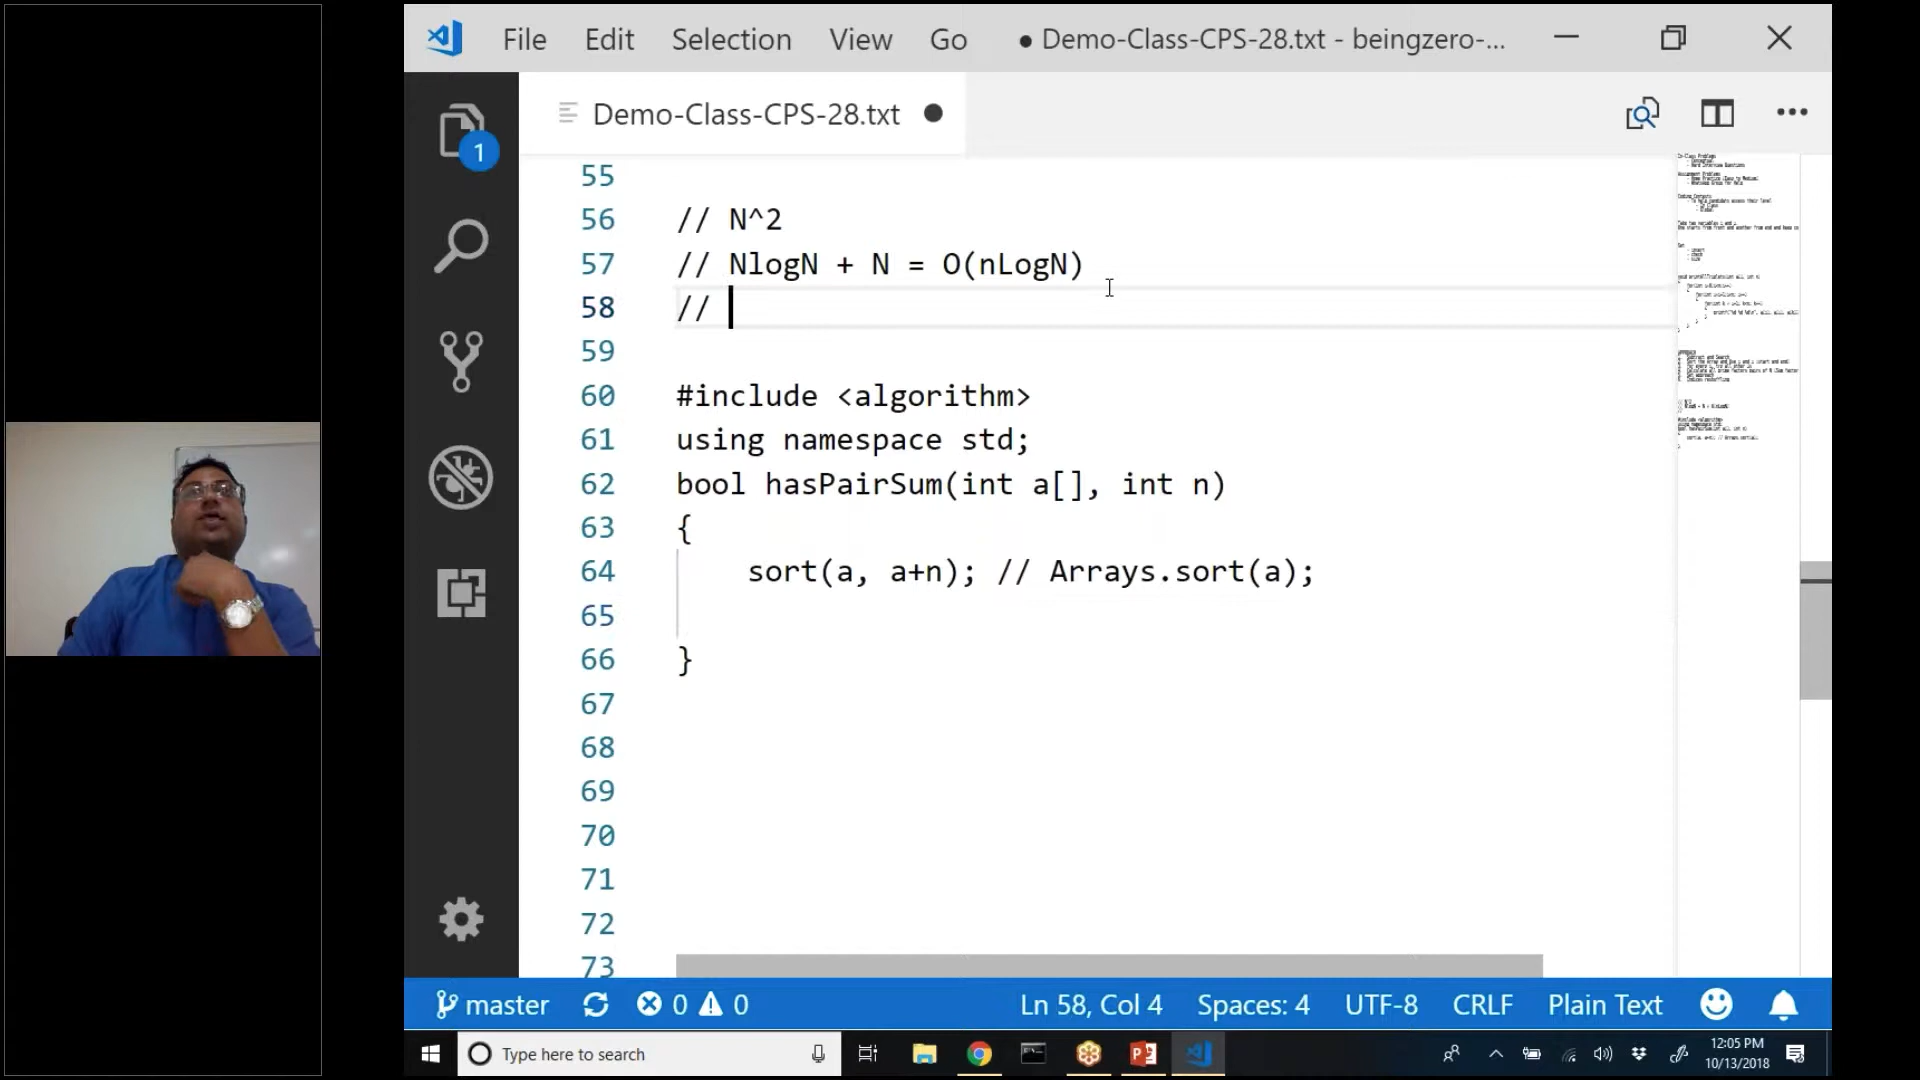 File Edit Selection View Go ● Demo-Class-CPS-28.txt - beingzero-...
Demo-Class-CPS-28.txt
1
55
56 // N^2
57 // NlogN + N = O(nLogN)
58 //
59
60 #include <algorithm>
61 using namespace std;
62 bool hasPairSum(int a[], int n)
63 {
64 sort(a, a+n); // Arrays.sort(a);
65
66 }
67
68
69
70
71
72
73
master 0 0 Ln 58, Col 4 Spaces: 4 UTF-8 CRLF Plain Text
Type here to search
12:05 PM
10/13/2018